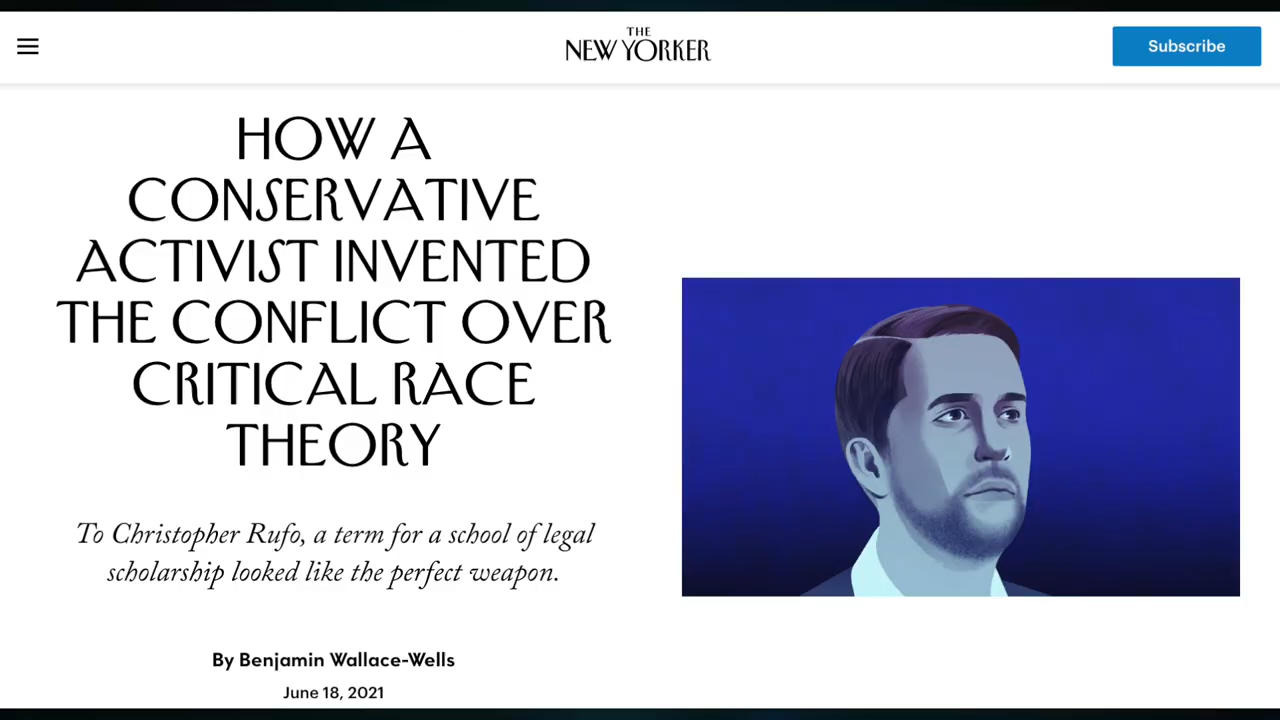 THE
NEW YORKER
Subscribe
HOW A
CONSERVATIVE
ACTIVIST INVENTED
THE CONFLICT OVER
CRITICAL RACE
THEORY
To Christopher Rufo, a term for a school of legal
scholarship looked like the perfect weapon.
By Benjamin Wallace-Wells
June 18, 2021